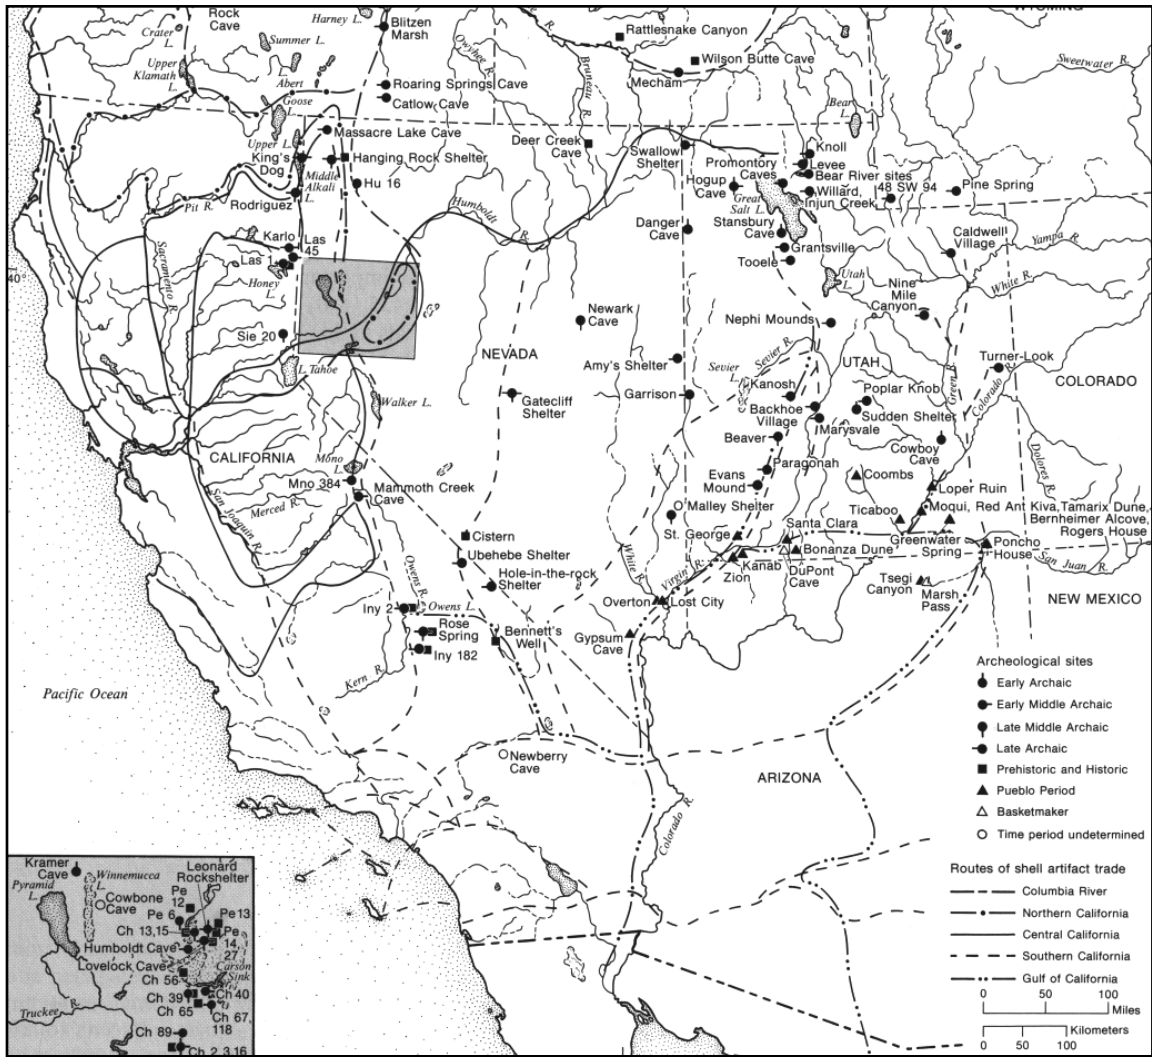 Rock
Cave
Harney L.
Blitzen
Marsh
WYOMING
Crater
L.
Summer L.
Rattlesnake Canyon
Wilson Butte Cave
Upper
Klamath
L.
L.
Abert
Owyhee R.
Bruneau R.
R.
Mecham
Sweetwater R.
Goose
L.
Roaring Springs Cave
Catlow Cave
Bear
L.
Massacre Lake Cave
Upper L.
King's
Dog
Hanging Rock Shelter
Middle
Alkali
L.
Hu 16
Rodriguez
Pit R.
Deer Creek
Cave
Swallow
Shelter
Promontory
Caves
Knoll
Levee
Bear River sites
Willard,
Injun Creek
48 SW 94
Pine Spring
Hogup
Cave
Great
Salt L.
Danger
Cave
Stansbury
Cave
Grantsville
Tooele
Caldwell
Village
Yampa R.
White R.
Humboldt
R.
Sacramento R.
Karlo
Las
45
Las 1
Honey
L.
40°
Utah
L.
Nine
Mile
Canyon
Newark
Cave
Nephi Mounds
Sie 20
NEVADA
L. Tahoe
Amy's Shelter
Sevier R.
Sevier
L.
UTAH
Green R.
Turner-Look
Colorado R.
COLORADO
Kanosh
Poplar Knob
Sudden Shelter
Walker L.
Gatecliff
Shelter
Garrison
Backhoe
Village
Marysvale
Beaver
Cowboy
Cave
Dolores R.
CALIFORNIA
Mono
L.
Mno 384
Mammoth Creek
Cave
Merced R.
San Joaquin R.
Paragonah
Evans
Mound
Coombs
Loper Ruin
O'Malley Shelter
Ticaboo
Moqui, Red Ant Kiva, Tamarix Dune,
Bernheimer Alcove,
Rogers House
Cistern
Ubehebe Shelter
Hole-in-the-rock
Shelter
St. George
Santa Clara
Greenwater
Spring
Poncho
House
San Juan R.
White R.
Virgin R.
Zion
Kanab
Bonanza Dune
DuPont
Cave
Tsegi
Canyon
Marsh
Pass
NEW MEXICO
Owens R.
Iny 2
Owens L.
Rose
Spring
Iny 182
Bennett's
Well
Overton
Lost City
Gypsum
Cave
Kern R.
Pacific Ocean
Newberry
Cave
ARIZONA
Colorado R.
Archeological sites
Early Archaic
Early Middle Archaic
Late Middle Archaic
Late Archaic
Prehistoric and Historic
Pueblo Period
Basketmaker
Time period undetermined
Routes of shell artifact trade
Columbia River
Northern California
Central California
Southern California
Gulf of California
0 50 100
Miles
Kilometers
0 50 100
Kramer
Cave
Winnemucca
L.
Leonard
Rockshelter
Pyramid
L.
Cowbone
Cave
Pe
12
Pe 6
Pe 13
Ch 13,15
Pe
14,
27
Humboldt Cave
Lovelock Cave
Carson
Sink
Ch 56
Ch 39
Ch 40
Ch
65
Ch 67,
118
Truckee R.
Ch 89
Ch 2, 3,16